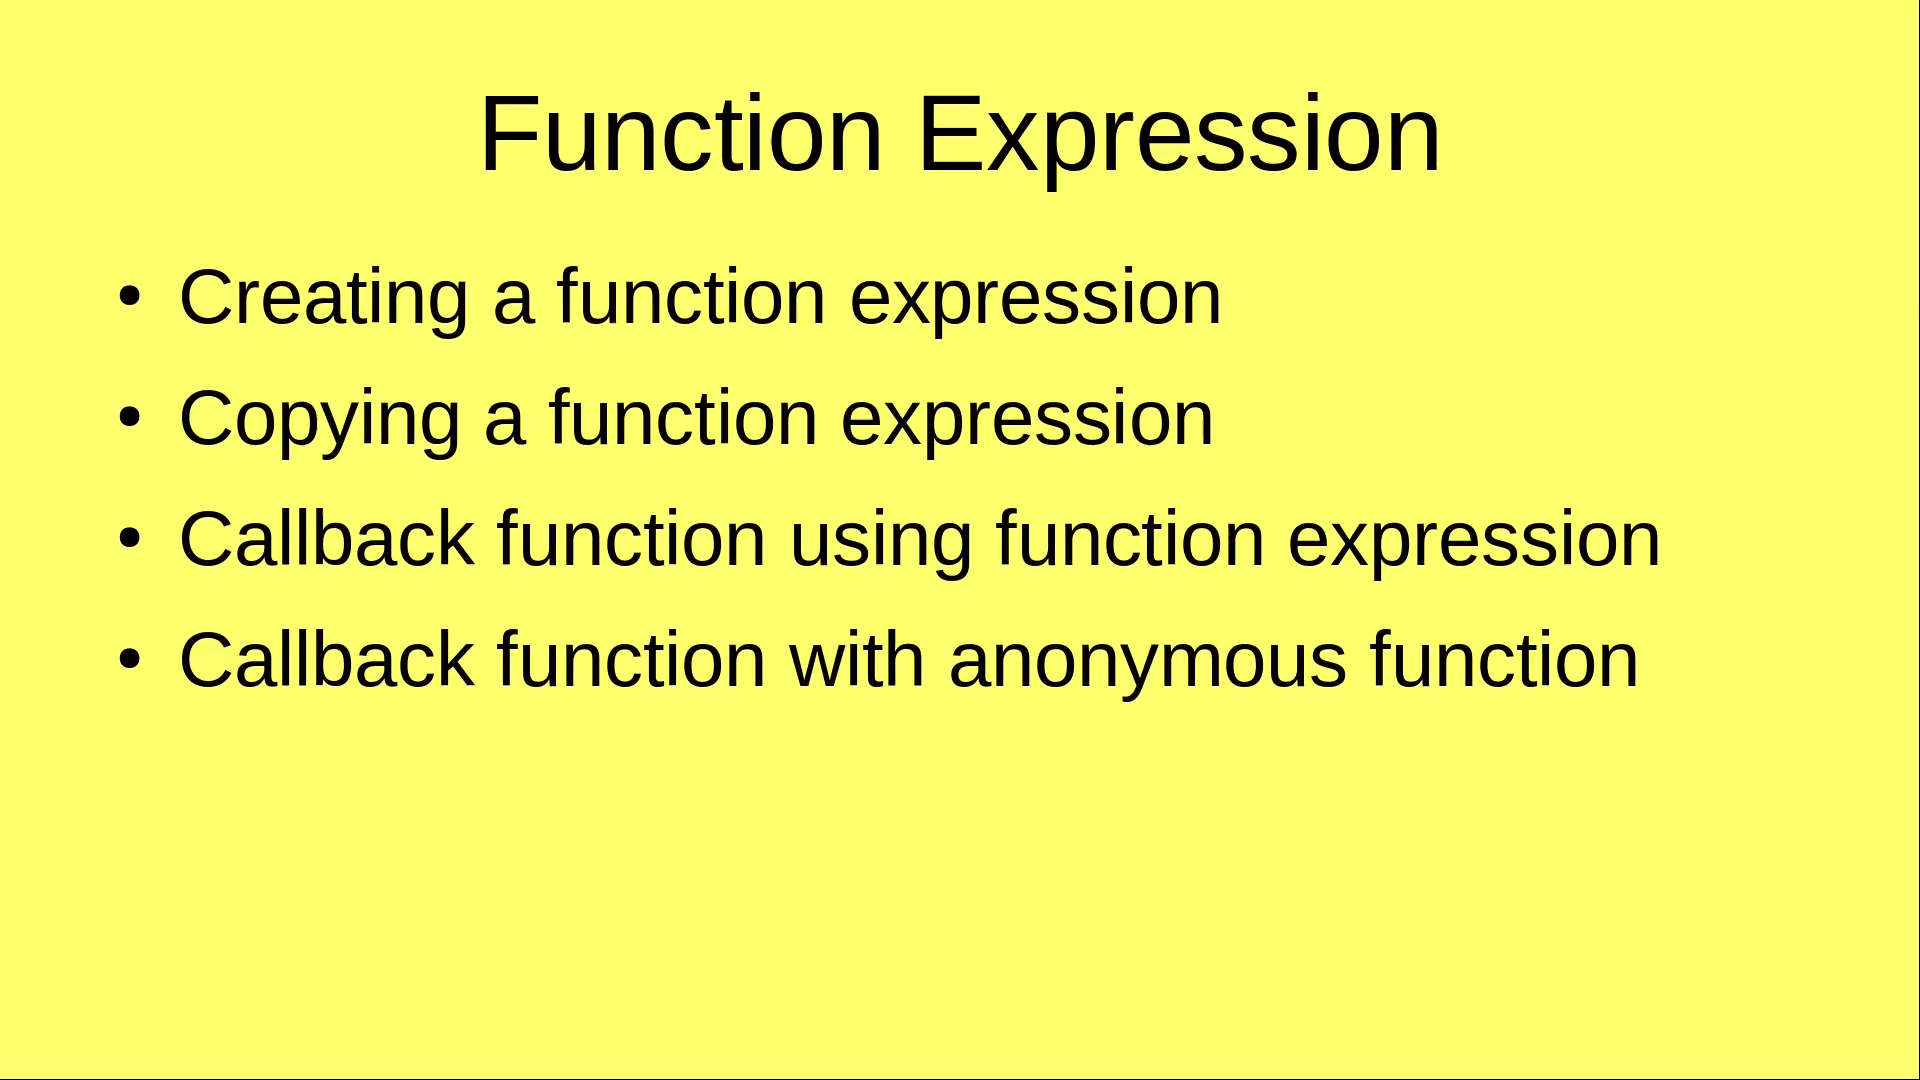 Function Expression
• Creating a function expression
• Copying a function expression
• Callback function using function expression
• Callback function with anonymous function